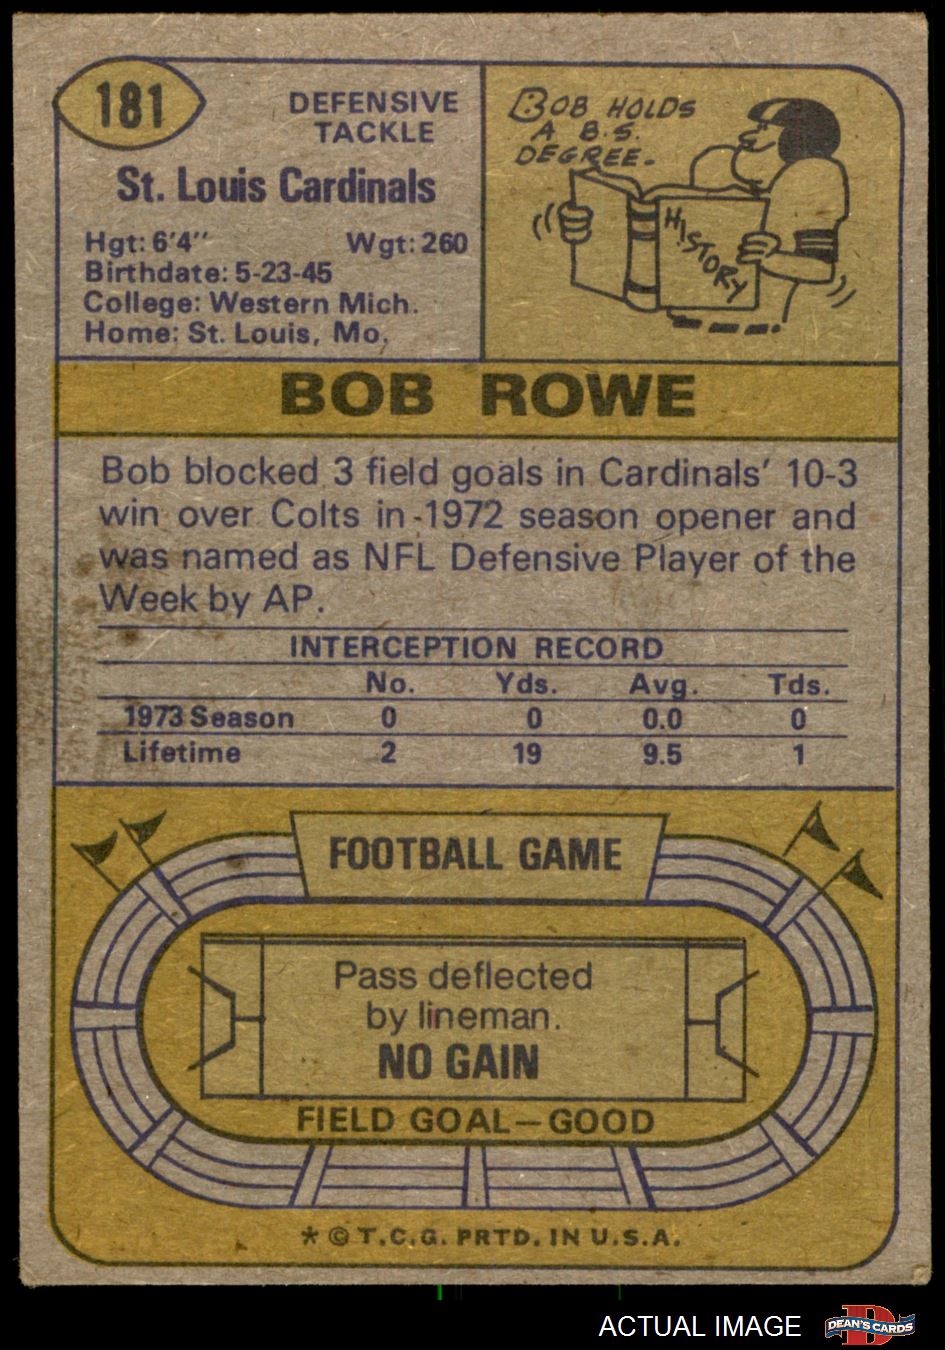 181
DEFENSIVE
TACKLE
St. Louis Cardinals
Hgt: 6'4" Wgt: 260
Birthdate: 5-23-45
College: Western Mich.
Home: St. Louis, Mo.
BOB HOLDS
A B.S.
DEGREE.
HISTORY
BOB ROWE
Bob blocked 3 field goals in Cardinals' 10-3
win over Colts in 1972 season opener and
was named as NFL Defensive Player of the
Week by AP.
INTERCEPTION RECORD
No. Yds. Avg. Tds.
1973 Season 0 0 0.0 0
Lifetime 2 19 9.5 1
FOOTBALL GAME
Pass deflected
by lineman.
NO GAIN
FIELD GOAL—GOOD
* © T.C.G. PRTD. IN U.S.A.
ACTUAL IMAGE
D
DEAN'S CARDS